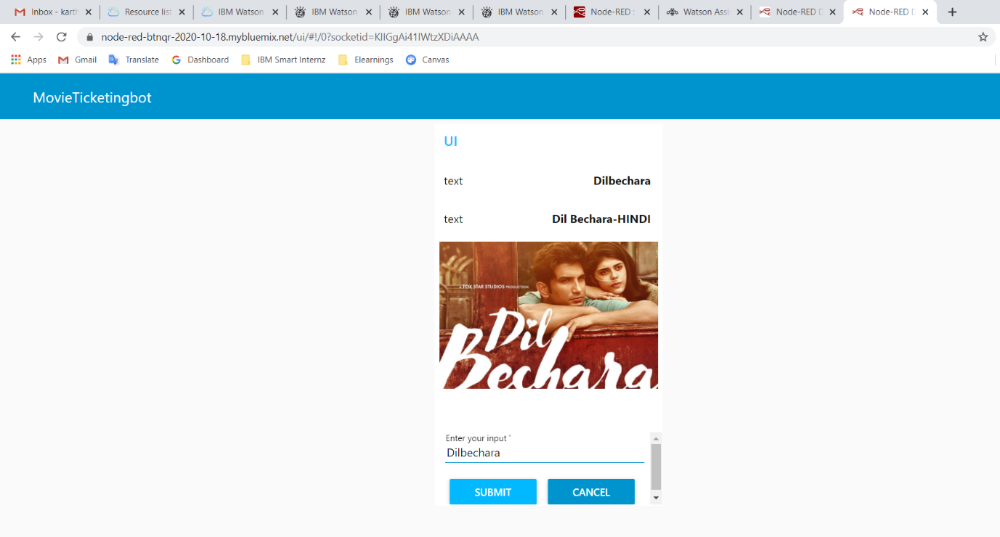 Inbox - karth
Resource list
IBM Watson
IBM Watson
IBM Watson
IBM Watson
Node-RED :
Watson Assi
Node-RED D
Node-RED D
node-red-btnqr-2020-10-18.mybluemix.net/ui/#!/0?socketid=KIIGgAi41IWtzXDiAAAA
Apps Gmail Translate Dashboard IBM Smart Internz Elearnings Canvas
MovieTicketingbot
UI
text Dilbechara
text Dil Bechara-HINDI
A FOX STAR STUDIOS PRODUCTION
Dil
Bechara
Enter your input *
Dilbechara
SUBMIT CANCEL